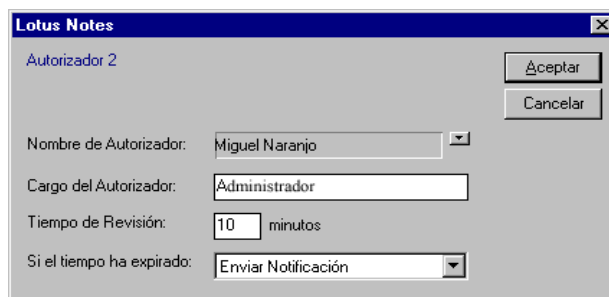 Lotus Notes
Autorizador 2
Aceptar
Cancelar
Nombre de Autorizador: Miguel Naranjo
Cargo del Autorizador: Administrador
Tiempo de Revisión: 10 minutos
Si el tiempo ha expirado: Enviar Notificación